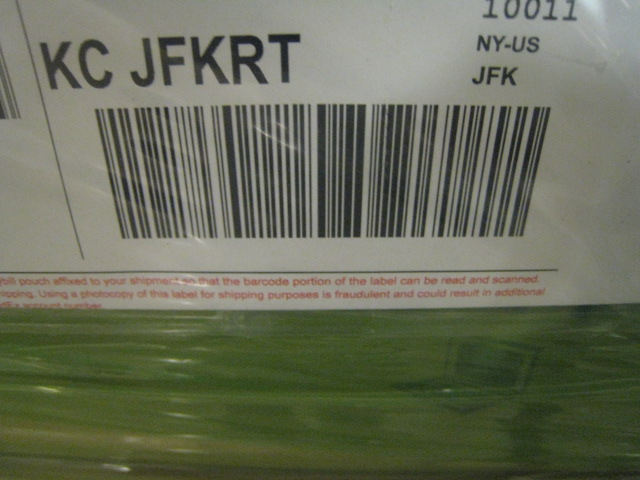 10011
KC JFKRT
NY-US
JFK
pouch affixed to your shipment so that the barcode portion of the label can be read and scanned.
Using a photocopy of this label for shipping purposes is fraudulent and could result in additional
account number.